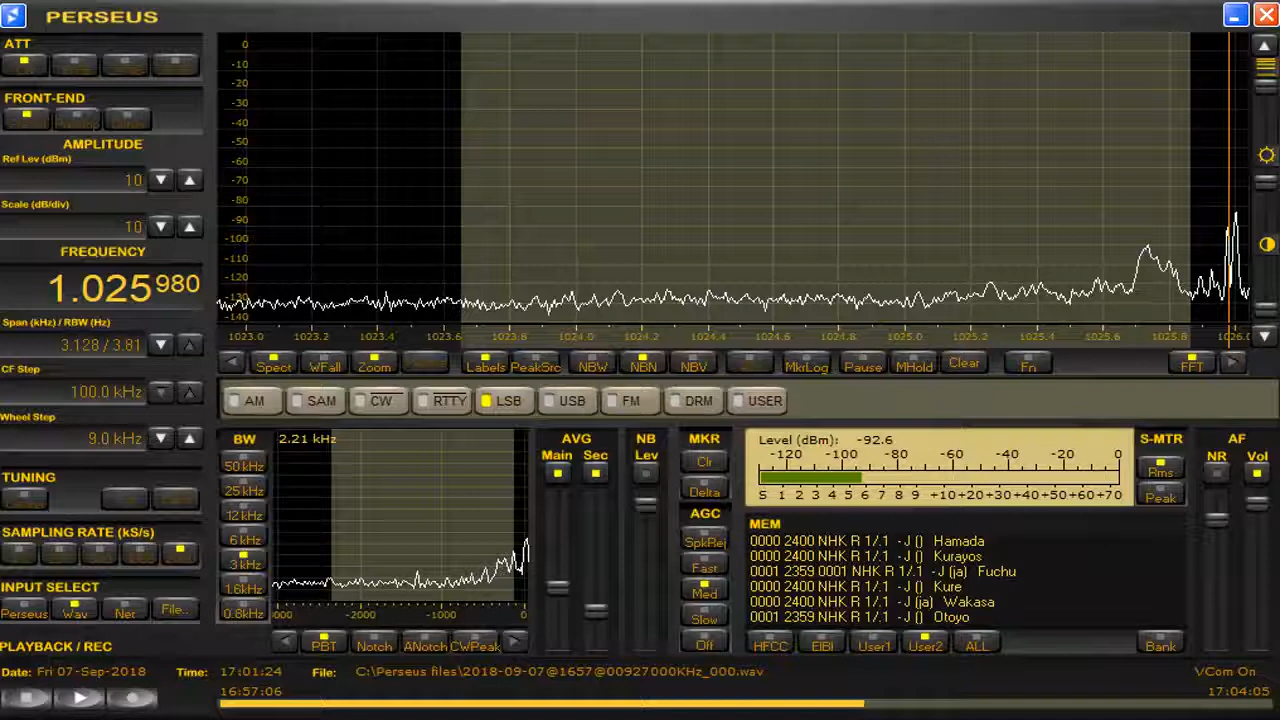 PERSEUS
ATT
FRONT-END
AMPLITUDE
Ref Lev (dBm)
10
Scale (dB/div)
10
FREQUENCY
1.025980
Span (kHz) / RBW (Hz)
3.128 / 3.81
CF Step
100.0 kHz
Wheel Step
9.0 kHz
TUNING
SAMPLING RATE (kS/s)
INPUT SELECT
Perseus Wav Net File..
PLAYBACK / REC
0
-10
-20
-30
-40
-50
-60
-70
-80
-90
-100
-110
-120
-130
-140
1023.0 1023.2 1023.4 1023.6 1023.8 1024.0 1024.2 1024.4 1024.6 1024.8 1025.0 1025.2 1025.4 1025.6 1025.8 1026.0
Spect WFall Zoom Labels PeakSrc NBW NBN NBV MkrLog Pause MHold Clear Fn FFT
AM SAM CW RTTY LSB USB FM DRM USER
BW
50 kHz
25 kHz
12 kHz
6 kHz
3 kHz
1.6kHz
0.8kHz
2.21 kHz
-2000 -1000 0
PBT Notch ANotch CWPeak
AVG
Main Sec
NB
Lev
MKR
Clr
Delta
AGC
SpkRej
Fast
Med
Slow
Off
Level (dBm): -92.6
-120 -100 -80 -60 -40 -20 0
S 1 2 3 4 5 6 7 8 9 +10 +20 +30 +40 +50 +60 +70
S-MTR
Rms
Peak
AF
NR Vol
MEM
0000 2400 NHK R 1/.1 -J () Hamada
0000 2400 NHK R 1/.1 -J () Kurayos
0001 2359 0001 NHK R 1/.1 -J (ja) Fuchu
0000 2400 NHK R 1/.1 -J () Kure
0000 2400 NHK R 1/.1 -J (ja) Wakasa
0001 2359 NHK R 1/.1 -J () Otoyo
HFCC EIBI User1 User2 ALL Bank
Date: Fri 07-Sep-2018 Time: 17:01:24 File: C:\Perseus files\2018-09-07@1657@00927000KHz_000.wav VCom On
16:57:06 17:04:05